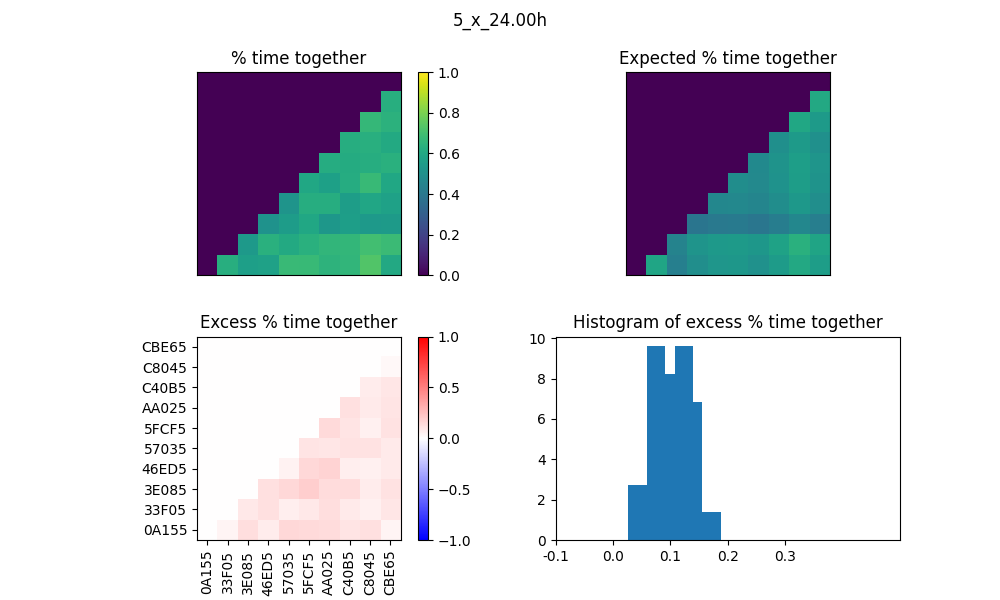 5_x_24.00h
% time together
Expected % time together
1.0
0.8
0.6
0.4
0.2
0.0
Excess % time together
Histogram of excess % time together
CBE65
C8045
C40B5
AA025
5FCF5
57035
46ED5
3E085
33F05
0A155
0A155
33F05
3E085
46ED5
57035
5FCF5
AA025
C40B5
C8045
CBE65
1.0
0.5
0.0
−0.5
−1.0
10
8
6
4
2
0
-0.1
0.0
0.1
0.2
0.3